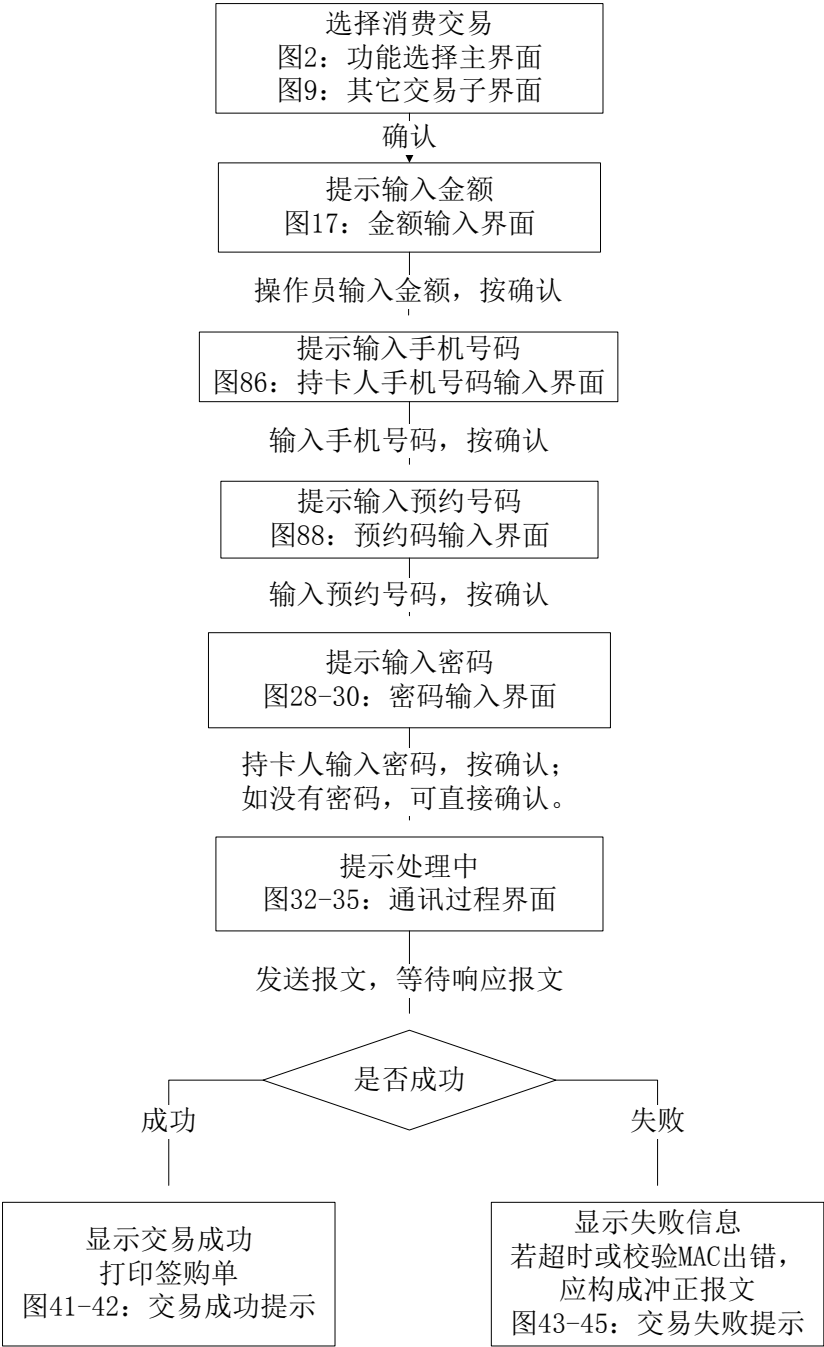 选择消费交易
图2：功能选择主界面
图9：其它交易子界面
确认
提示输入金额
图17：金额输入界面
操作员输入金额，按确认
提示输入手机号码
图86：持卡人手机号码输入界面
输入手机号码，按确认
提示输入预约号码
图88：预约码输入界面
输入预约号码，按确认
提示输入密码
图28-30：密码输入界面
持卡人输入密码，按确认；
如没有密码，可直接确认。
提示处理中
图32-35：通讯过程界面
发送报文，等待响应报文
是否成功
成功
失败
显示交易成功
打印签购单
图41-42：交易成功提示
显示失败信息
若超时或校验MAC出错，
应构成冲正报文
图43-45：交易失败提示